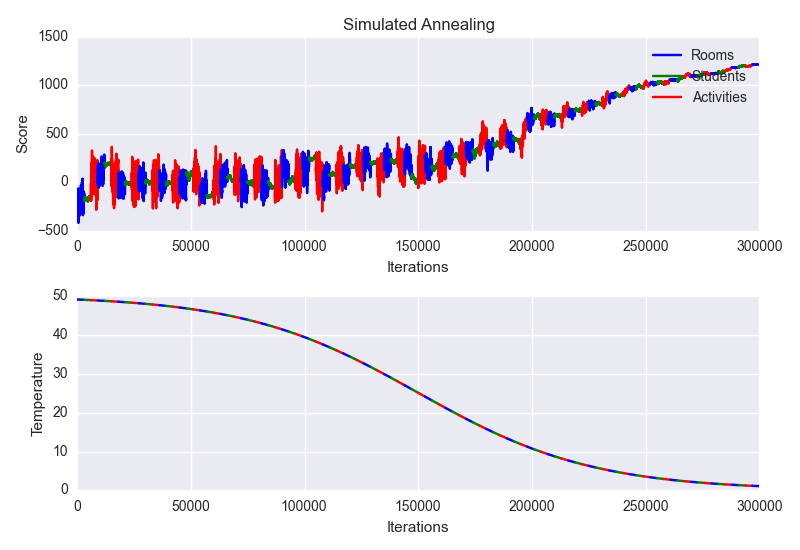 Simulated Annealing
1500
1000
500
0
−500
Score
Rooms
Students
Activities
0 50000 100000 150000 200000 250000 300000
Iterations
50
40
30
20
10
0
Temperature
0 50000 100000 150000 200000 250000 300000
Iterations